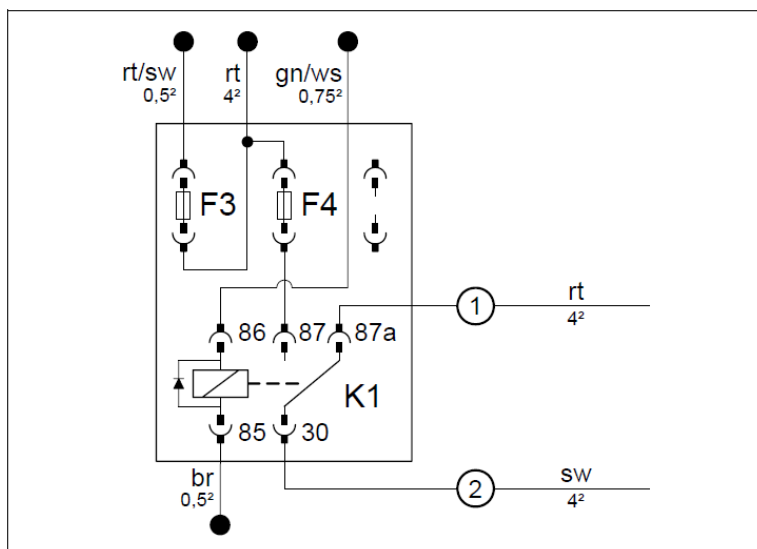 rt/sw
0,5²
rt
4²
gn/ws
0,75²
F3
F4
86
87
87a
1
rt
4²
K1
85
30
br
0,5²
2
sw
4²